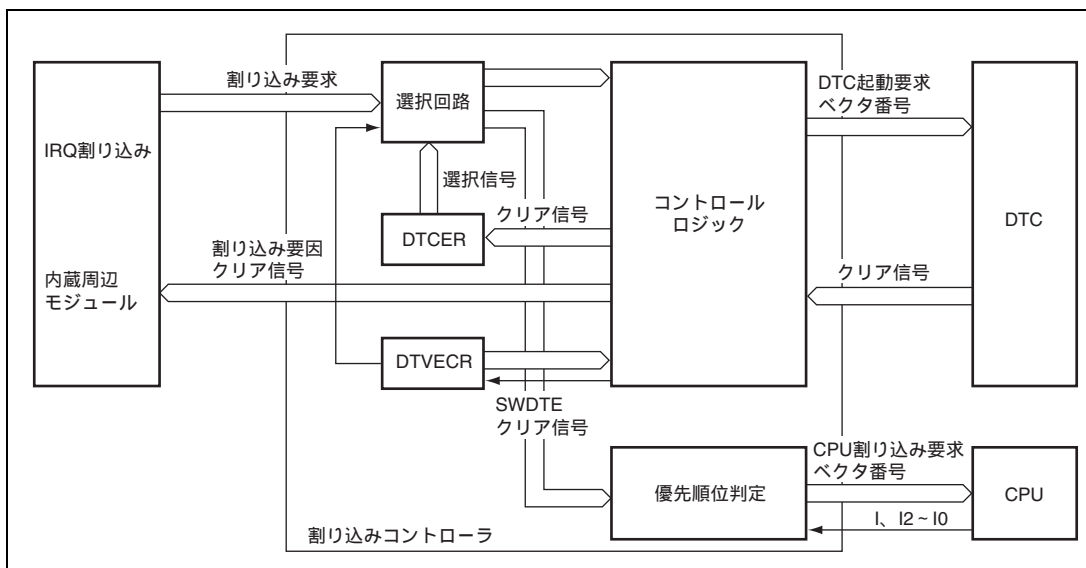 割り込み要求
選択回路
DTC起動要求
ベクタ番号
IRQ割り込み
選択信号
コントロール
ロジック
DTC
DTCER
クリア信号
割り込み要因
クリア信号
クリア信号
内蔵周辺
モジュール
DTVECR
SWDTE
クリア信号
CPU割り込み要求
ベクタ番号
優先順位判定
CPU
I、I2～I0
割り込みコントローラ